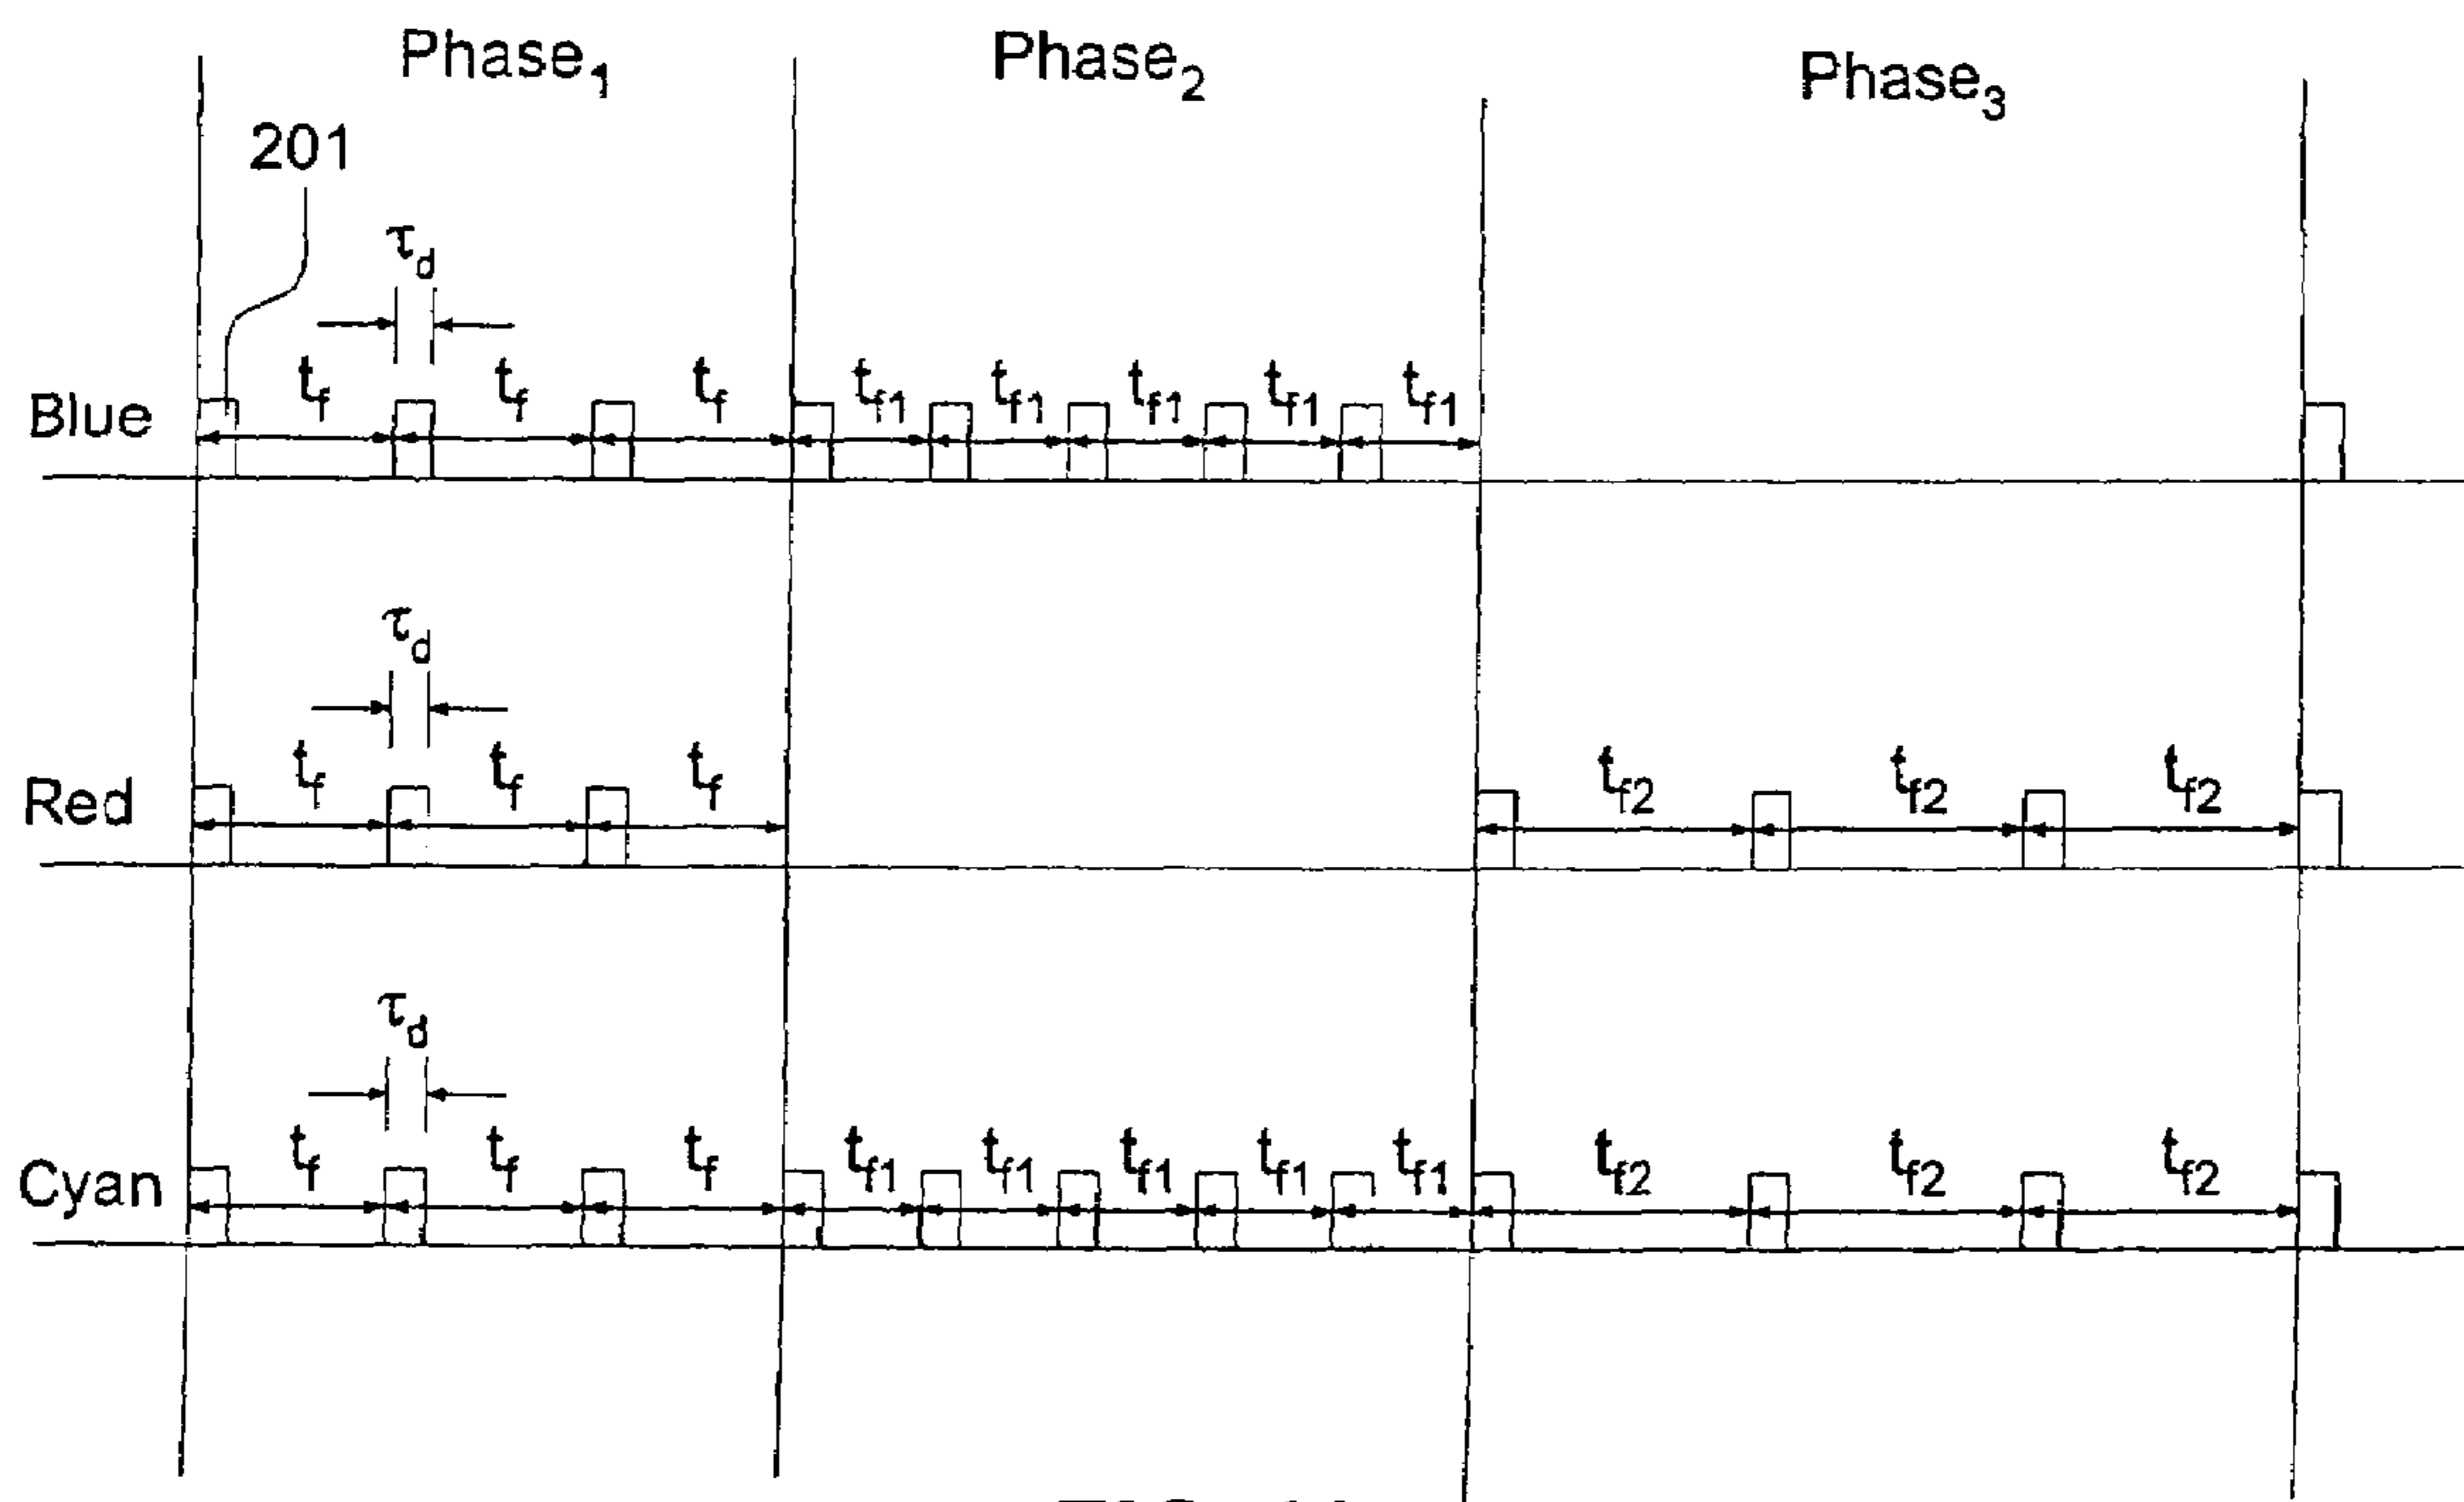 Phase1 Phase2 Phase3
201
τd
tf tf tf tf1 tf1 tf1 tf1 tf1
Blue
τd
tf tf tf tf2 tf2 tf2
Red
τd
tf tf tf tf1 tf1 tf1 tf1 tf1 tf2 tf2 tf2
Cyan